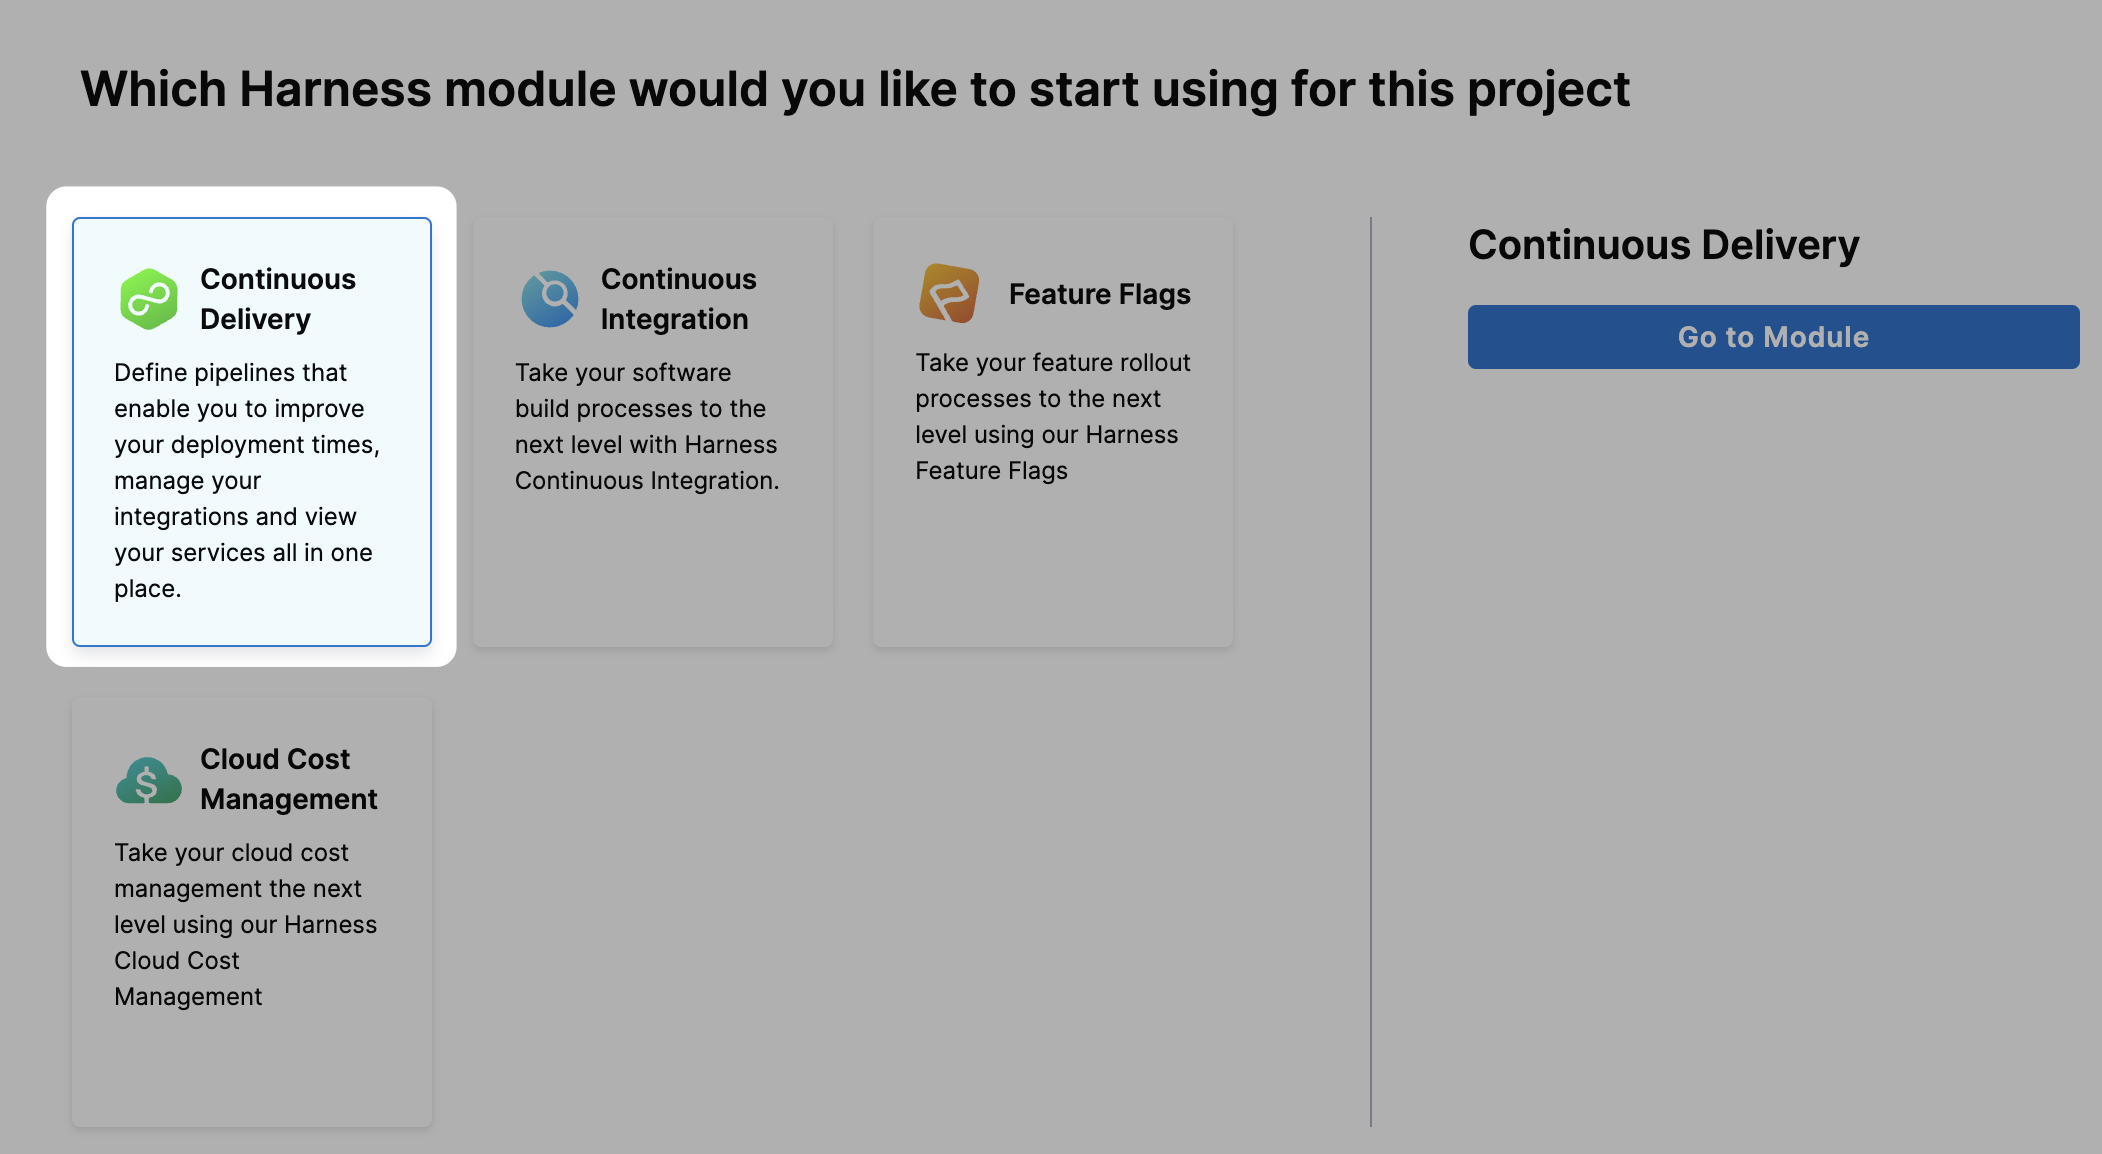 Which Harness module would you like to start using for this project
Continuous
Delivery
Define pipelines that
enable you to improve
your deployment times,
manage your
integrations and view
your services all in one
place.
Continuous
Integration
Take your software
build processes to the
next level with Harness
Continuous Integration.
Feature Flags
Take your feature rollout
processes to the next
level using our Harness
Feature Flags
Cloud Cost
Management
Take your cloud cost
management the next
level using our Harness
Cloud Cost
Management
Continuous Delivery
Go to Module